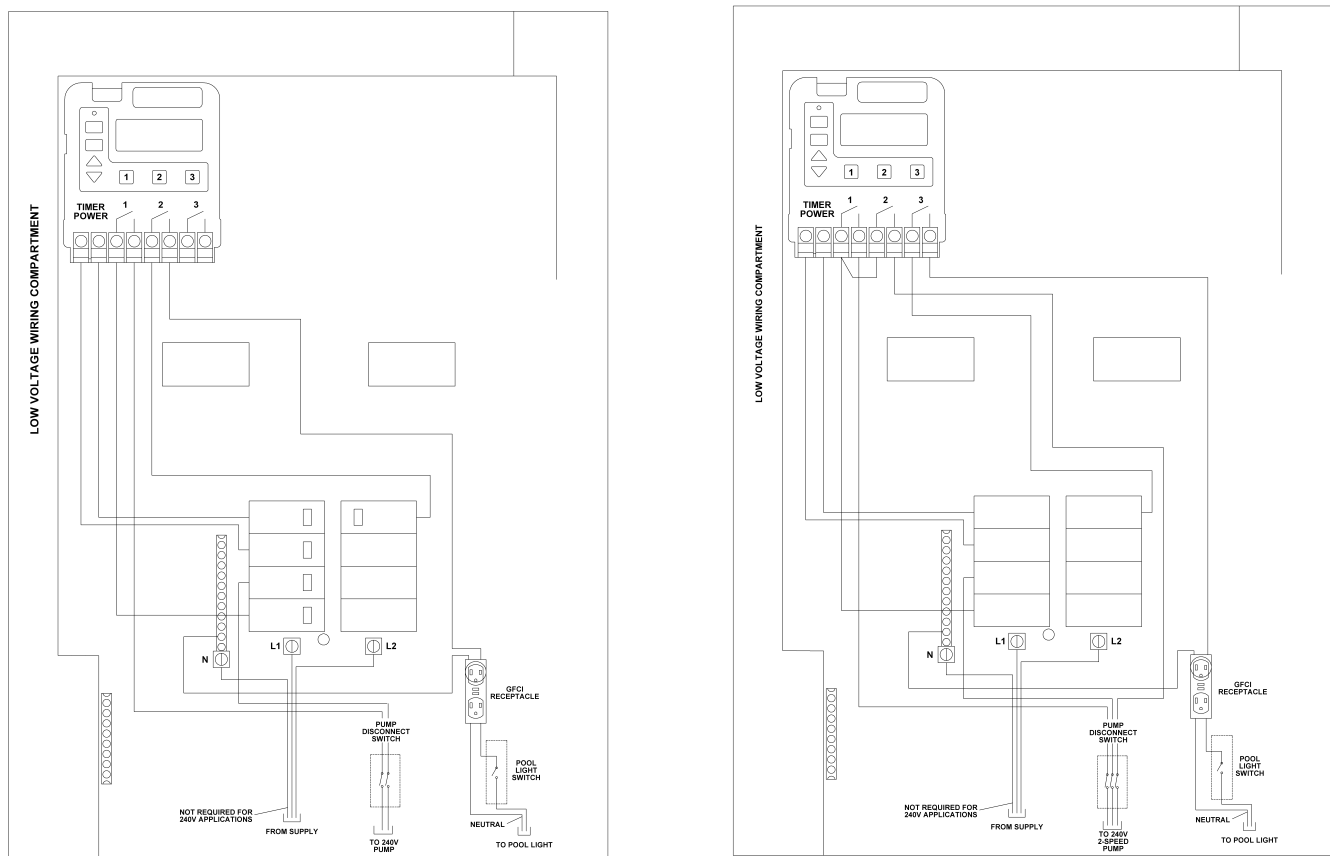 LOW VOLTAGE WIRING COMPARTMENT
1 2 3
TIMER
POWER
1 2 3
L1
L2
N
GFCI
RECEPTACLE
PUMP
DISCONNECT
SWITCH
POOL
LIGHT
SWITCH
NOT REQUIRED FOR
240V APPLICATIONS
FROM SUPPLY
NEUTRAL
TO 240V
PUMP
TO POOL LIGHT
LOW VOLTAGE WIRING COMPARTMENT
1 2 3
TIMER
POWER
1 2 3
L1
L2
N
GFCI
RECEPTACLE
PUMP
DISCONNECT
SWITCH
POOL
LIGHT
SWITCH
NOT REQUIRED FOR
240V APPLICATIONS
FROM SUPPLY
NEUTRAL
TO 240V
2-SPEED
PUMP
TO POOL LIGHT